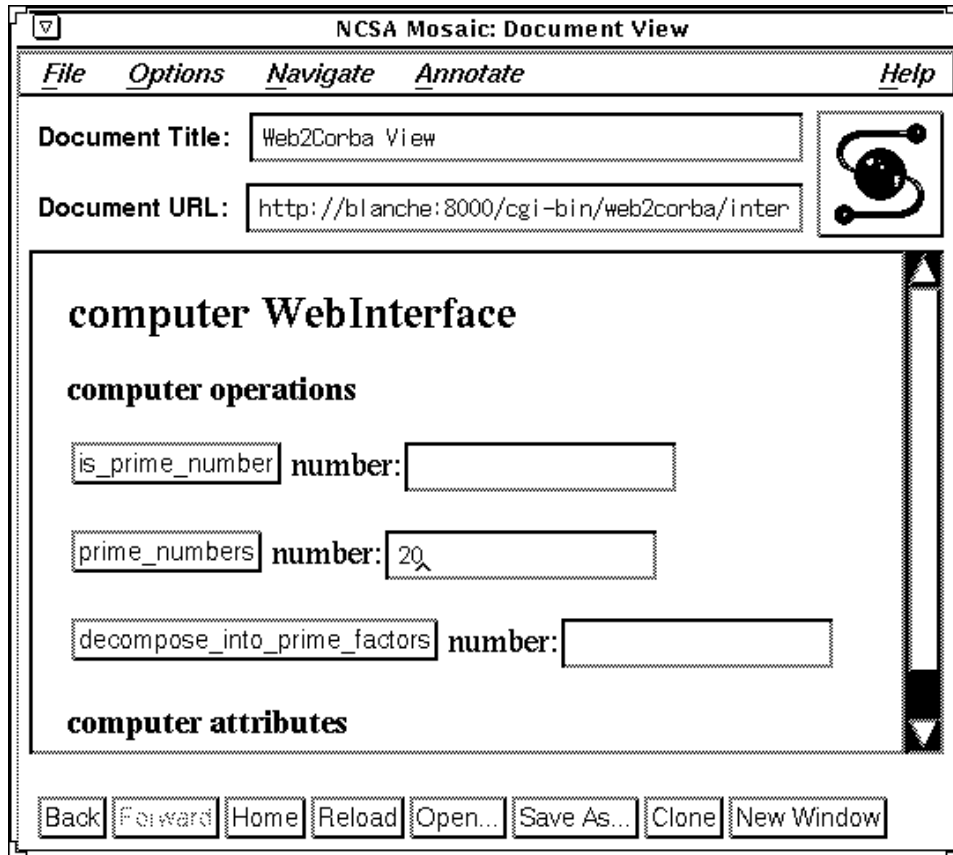 NCSA Mosaic: Document View
File Options Navigate Annotate Help
Document Title: Web2Corba View
Document URL: http://blanche:8000/cgi-bin/web2corba/inter
computer WebInterface
computer operations
is_prime_number number:
prime_numbers number: 20
decompose_into_prime_factors number:
computer attributes
Back Forward Home Reload Open... Save As... Clone New Window